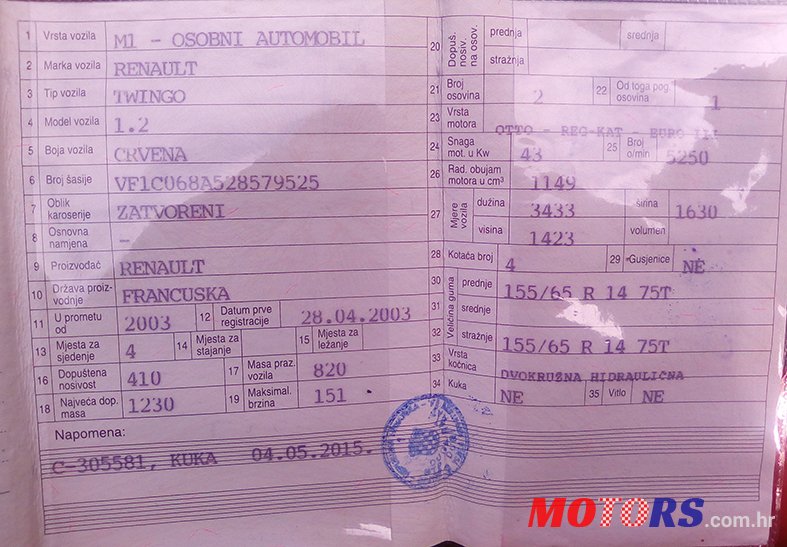 1 Vrsta vozila M1 - OSOBNI AUTOMOBIL
2 Marka vozila RENAULT
3 Tip vozila TWINGO
4 Model vozila 1.2
5 Boja vozila CRVENA
6 Broj šasije VF1C068A528579525
7 Oblik karoserije ZATVORENI
8 Osnovna namjena -
9 Proizvođač RENAULT
10 Država proiz- vodnje FRANCUSKA
11 U prometu od 2003 12 Datum prve registracije 28.04.2003
13 Mjesta za sjedenje 4 14 Mjesta za stajanje 15 Mjesta za ležanje
16 Dopuštena nosivost 410 17 Masa praz. vozila 820
18 Največa dop. masa 1230 19 Maksimal. brzina 151
Napomena:
C-305581, KUKA 04.05.2015.
20 Dopuš. nosiv. na osov. prednja srednja
stražnja
21 Broj osovina 2 22 Od toga pog. osovina 1
23 Vrsta motora OTTO - REG-KAT - EURO III
24 Snaga mot. u Kw 43 25 Broj o/min 5250
26 Rad. obujam motora u cm³ 1149
27 Mjere vozila dužina 3433 širina 1630
visina 1423 volumen
28 Kotača broj 4 29 Gusjenice NE
30 Veličina guma prednje 155/65 R 14 75T
31 srednje
32 stražnje 155/65 R 14 75T
33 Vrsta kočnica DVOKRUŽNA HIDRAULIČNA
34 Kuka NE 35 Vitlo NE
MOTORS.com.hr